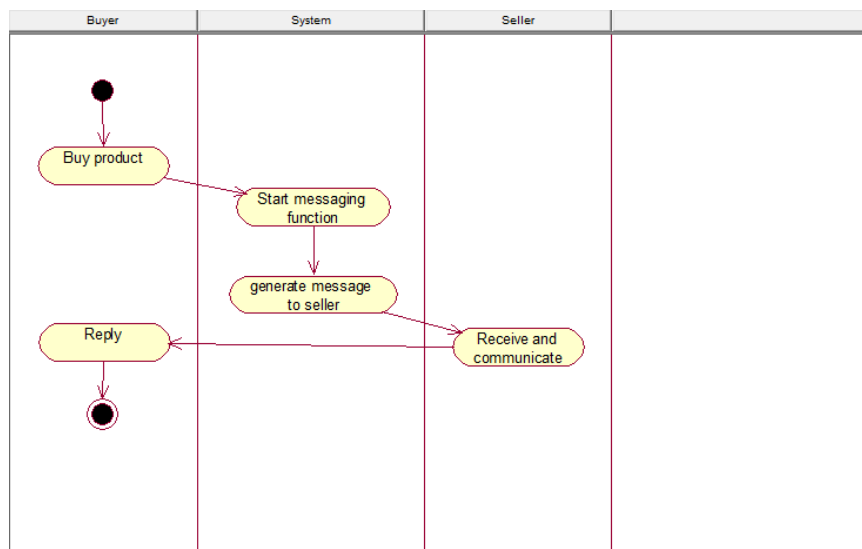 Buyer
System
Seller
Buy product
Start messaging
function
generate message
to seller
Reply
Receive and
communicate